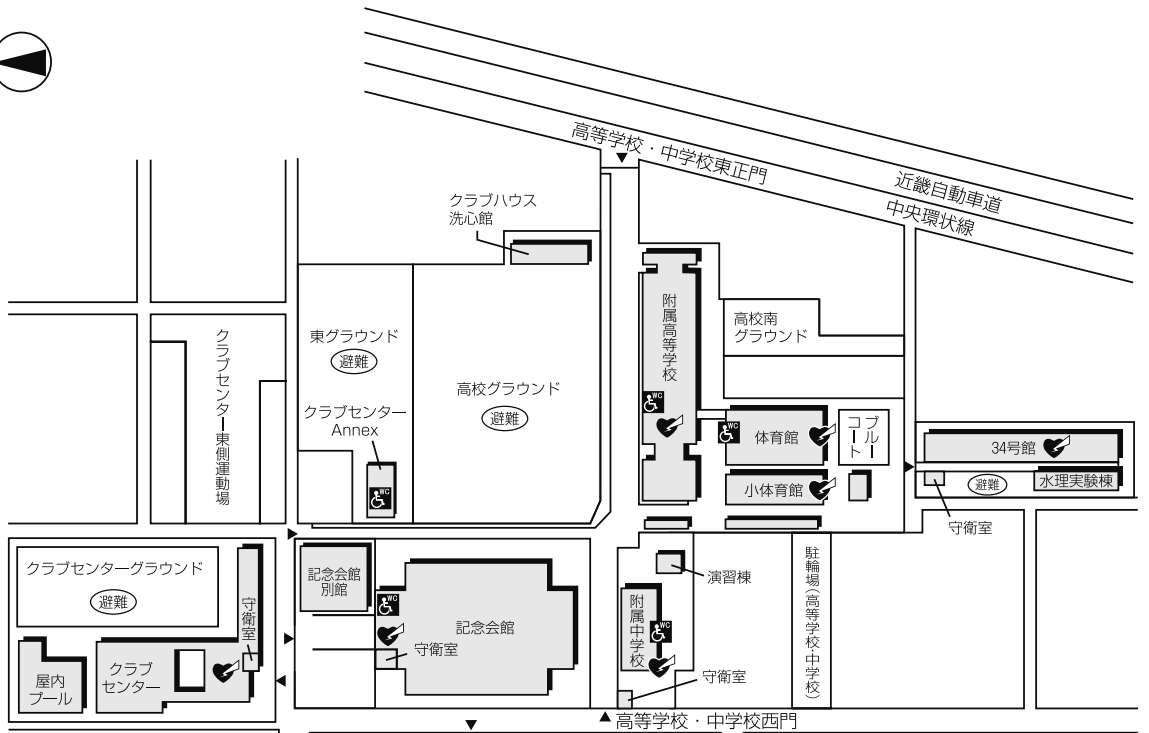 高等学校・中学校東正門
近畿自動車道
中央環状線
クラブハウス
洗心館
附属高等学校
高校南
グラウンド
東グラウンド
避難
クラブセンター東側運動場
高校グラウンド
避難
クラブセンター
Annex
WC
WC
WC
体育館
プルー
コート
34号館
小体育館
避難
水理実験棟
守衛室
記念会館
別館
クラブセンターグラウンド
避難
守衛室
演習棟
駐輪場(高等学校・中学校)
WC
記念会館
附属中学校
WC
守衛室
クラブ
センター
屋内
プール
守衛室
高等学校・中学校西門